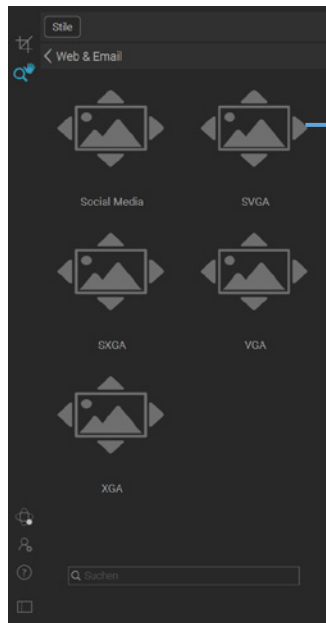 Stile
Web & Email
Social Media
SVGA
SXGA
VGA
XGA
Suchen